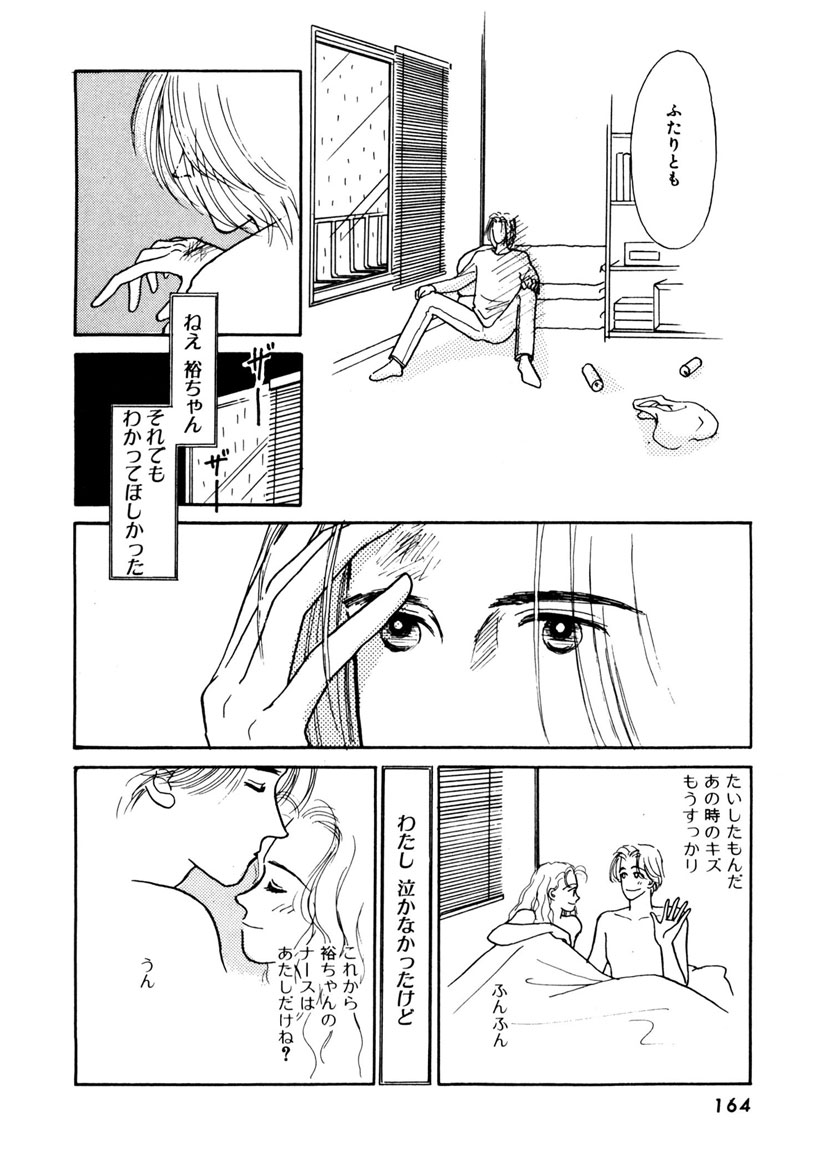 ふたりとも
ねえ 裕ちゃん
それでも
わかってほしかった
ザーー
ザーー
たいしたもんだ
あの時のキズ
もうすっかり
ふんふん
わたし 泣かなかったけど
これから
裕ちゃんの
ナースは
あたしだけね?
うん
164